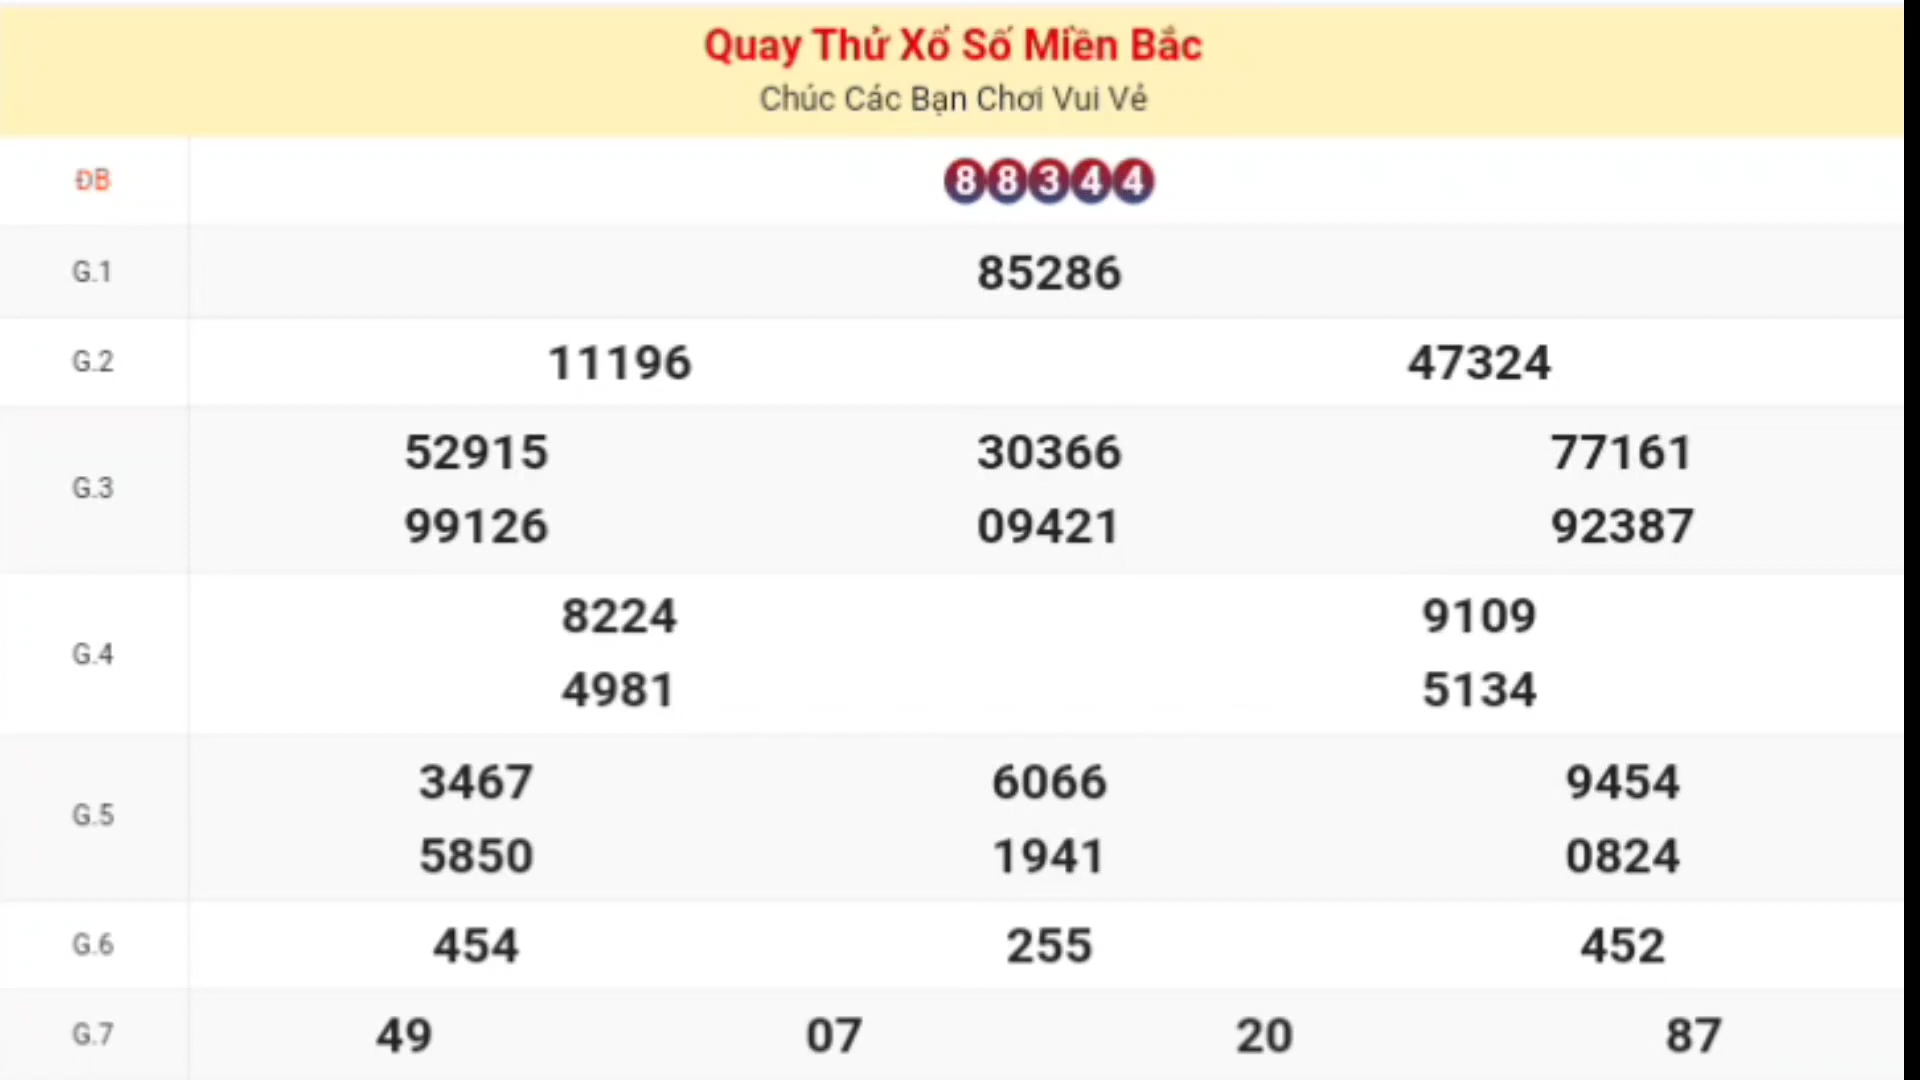 Quay Thử Xổ Số Miền Bắc
Chúc Các Bạn Chơi Vui Vẻ
ĐB 88344
G.1 85286
G.2 11196 47324
G.3 52915 30366 77161
99126 09421 92387
G.4 8224 9109
4981 5134
G.5 3467 6066 9454
5850 1941 0824
G.6 454 255 452
G.7 49 07 20 87